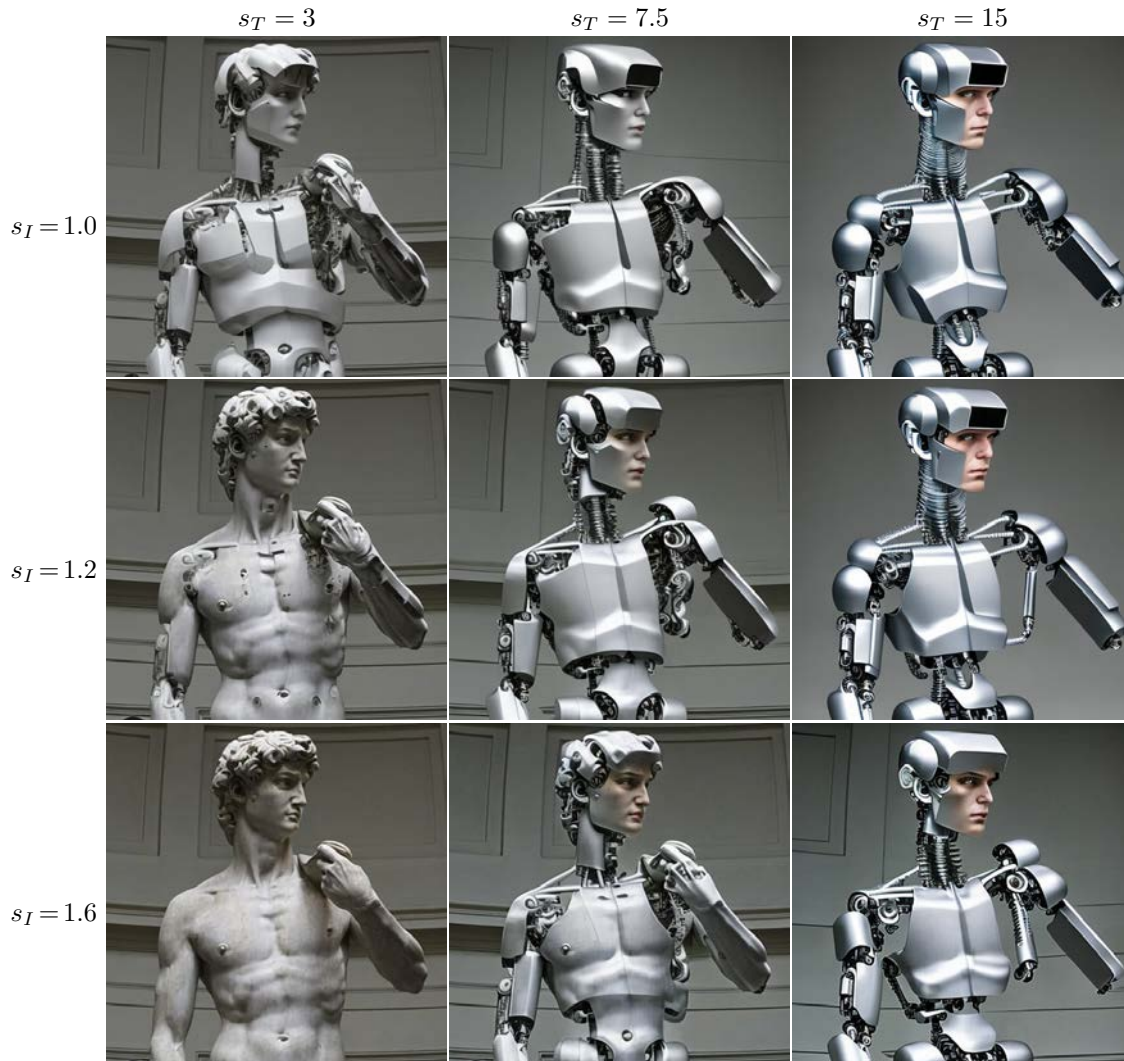 s_T = 3
s_T = 7.5
s_T = 15
s_I = 1.0
s_I = 1.2
s_I = 1.6